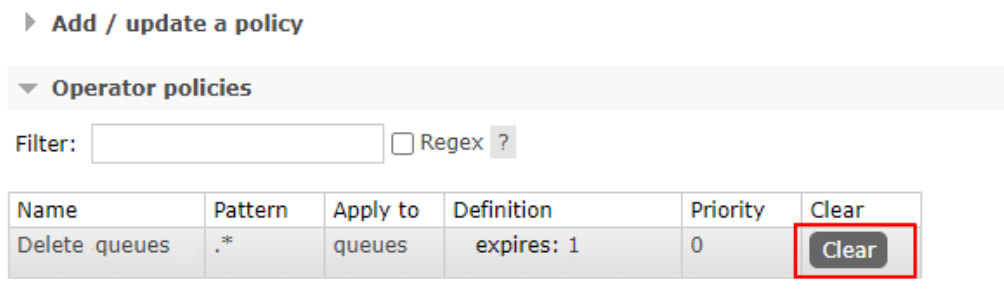 Add / update a policy
Operator policies
Filter: Regex ?
Name Pattern Apply to Definition Priority Clear
Delete queues .* queues expires: 1 0 Clear